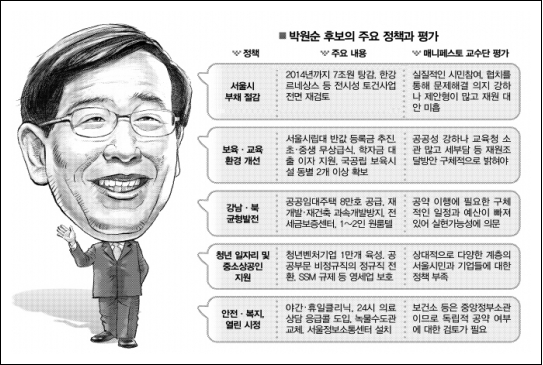 ■ 박원순 후보의 주요 정책과 평가
정책
주요 내용
매니페스토 교수단 평가
서울시
부채 절감
2014년까지 7조원 탕감, 한강
르네상스 등 전시성 토건사업
전면 재검토
실질적인 시민참여, 협치를
통해 문제해결 의지 강하
나 제안형이 많고 재원 대
안 미흡
보육·교육
환경 개선
서울시립대 반값 등록금 추진,
초·중생 무상급식, 학자금 대
출 이자 지원, 국공립 보육시
설 동별 2개 이상 확보
공공성 강하나 교육청 소
관 많고 세부담 등 재원조
달방안 구체적으로 밝혀야
강남·북
균형발전
공공임대주택 8만호 공급, 재
개발·재건축 과속개발방지, 전
세금보증센터, 1~2인 원룸텔
공약 이행에 필요한 구체
적인 일정과 예산이 빠져
있어 실현가능성에 의문
청년 일자리 및
중소상공인
지원
청년벤처기업 1만개 육성, 공
공부문 비정규직의 정규직 전
환, SSM 규제 등 영세업 보호
상대적으로 다양한 계층의
서울시민과 기업들에 대한
정책 부족
안전·복지,
열린 시정
야간·휴일클리닉, 24시 의료
상담 응급콜 도입, 녹물수도관
교체, 서울정보소통센터 설치
보건소 등은 중앙정부소관
이므로 독립적 공약 여부
에 대한 검토가 필요